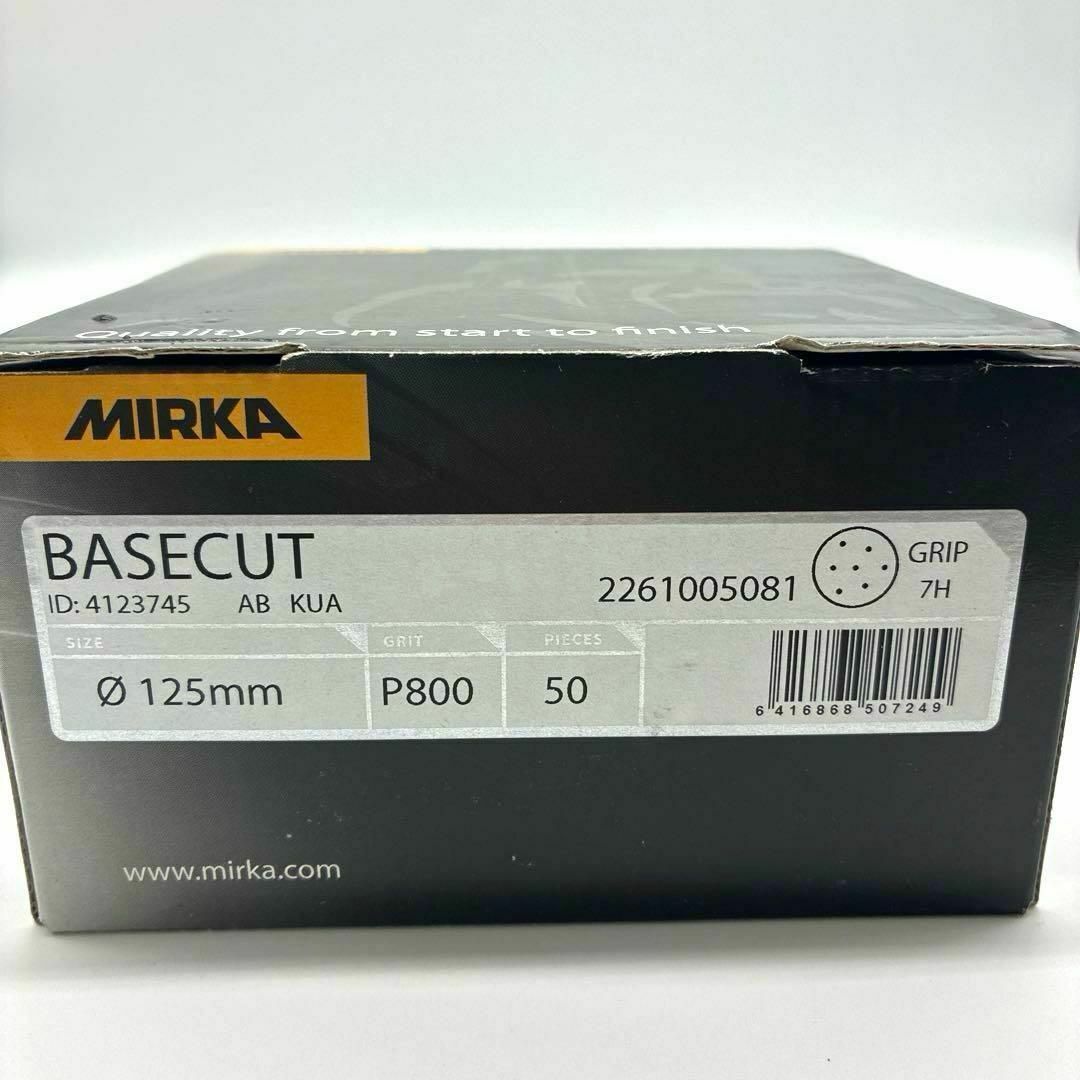 Quality from start to finish
MIRKA
BASECUT
ID: 4123745 AB KUA
2261005081
GRIP
7H
SIZE GRIT PIECES
Ø 125mm P800 50
6 416868 507249
www.mirka.com